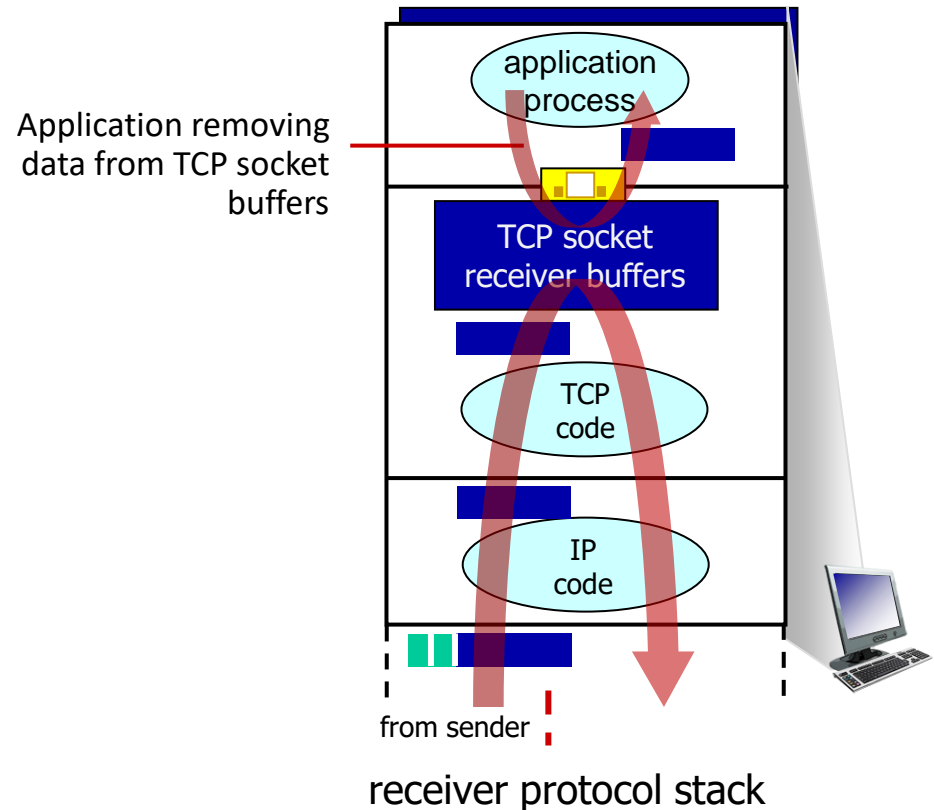 application
process
Application removing
data from TCP socket
buffers
TCP socket
receiver buffers
TCP
code
IP
code
from sender
receiver protocol stack